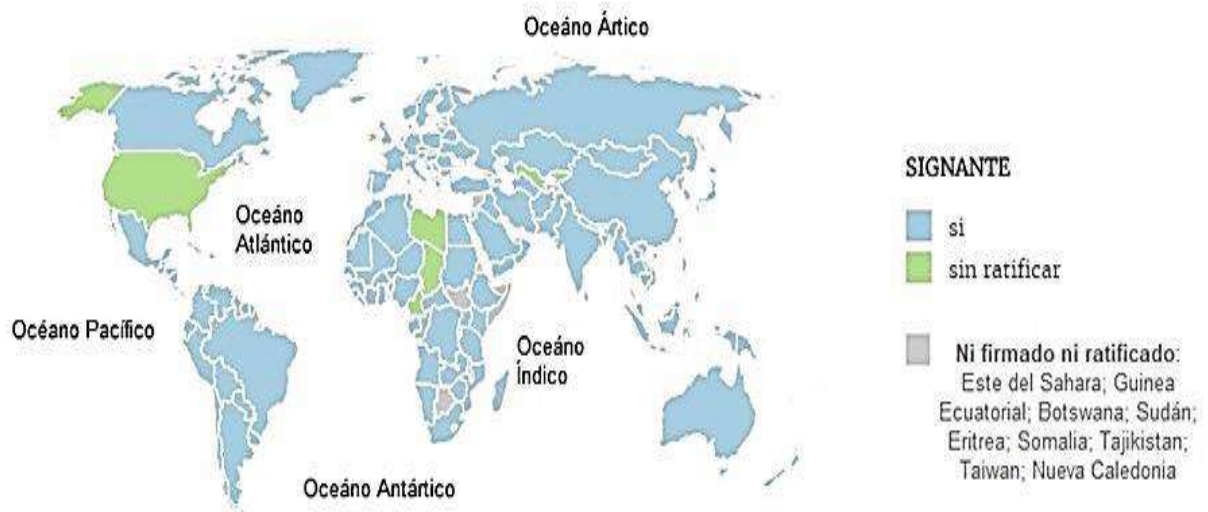 Oceáno Ártico
SIGNANTE
si
sin ratificar
Oceáno
Atlántico
Océano Pacífico
Oceáno
Índico
Oceáno Antártico
Ni firmado ni ratificado:
Este del Sahara; Guinea
Ecuatorial; Botswana; Sudán;
Eritrea; Somalia; Tajikistan;
Taiwan; Nueva Caledonia